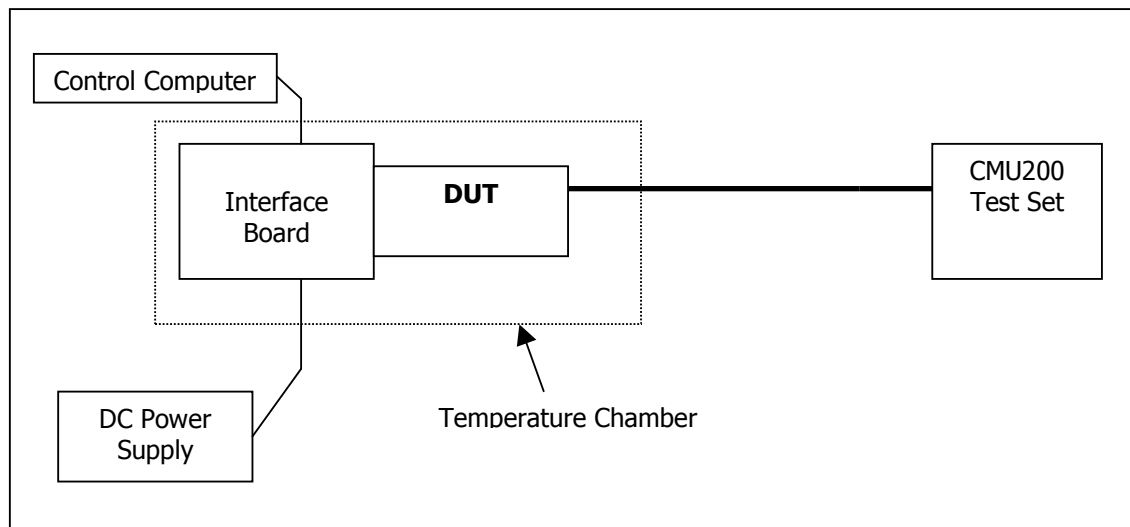 Control Computer
Interface
Board
DUT
CMU200
Test Set
DC Power
Supply
Temperature Chamber